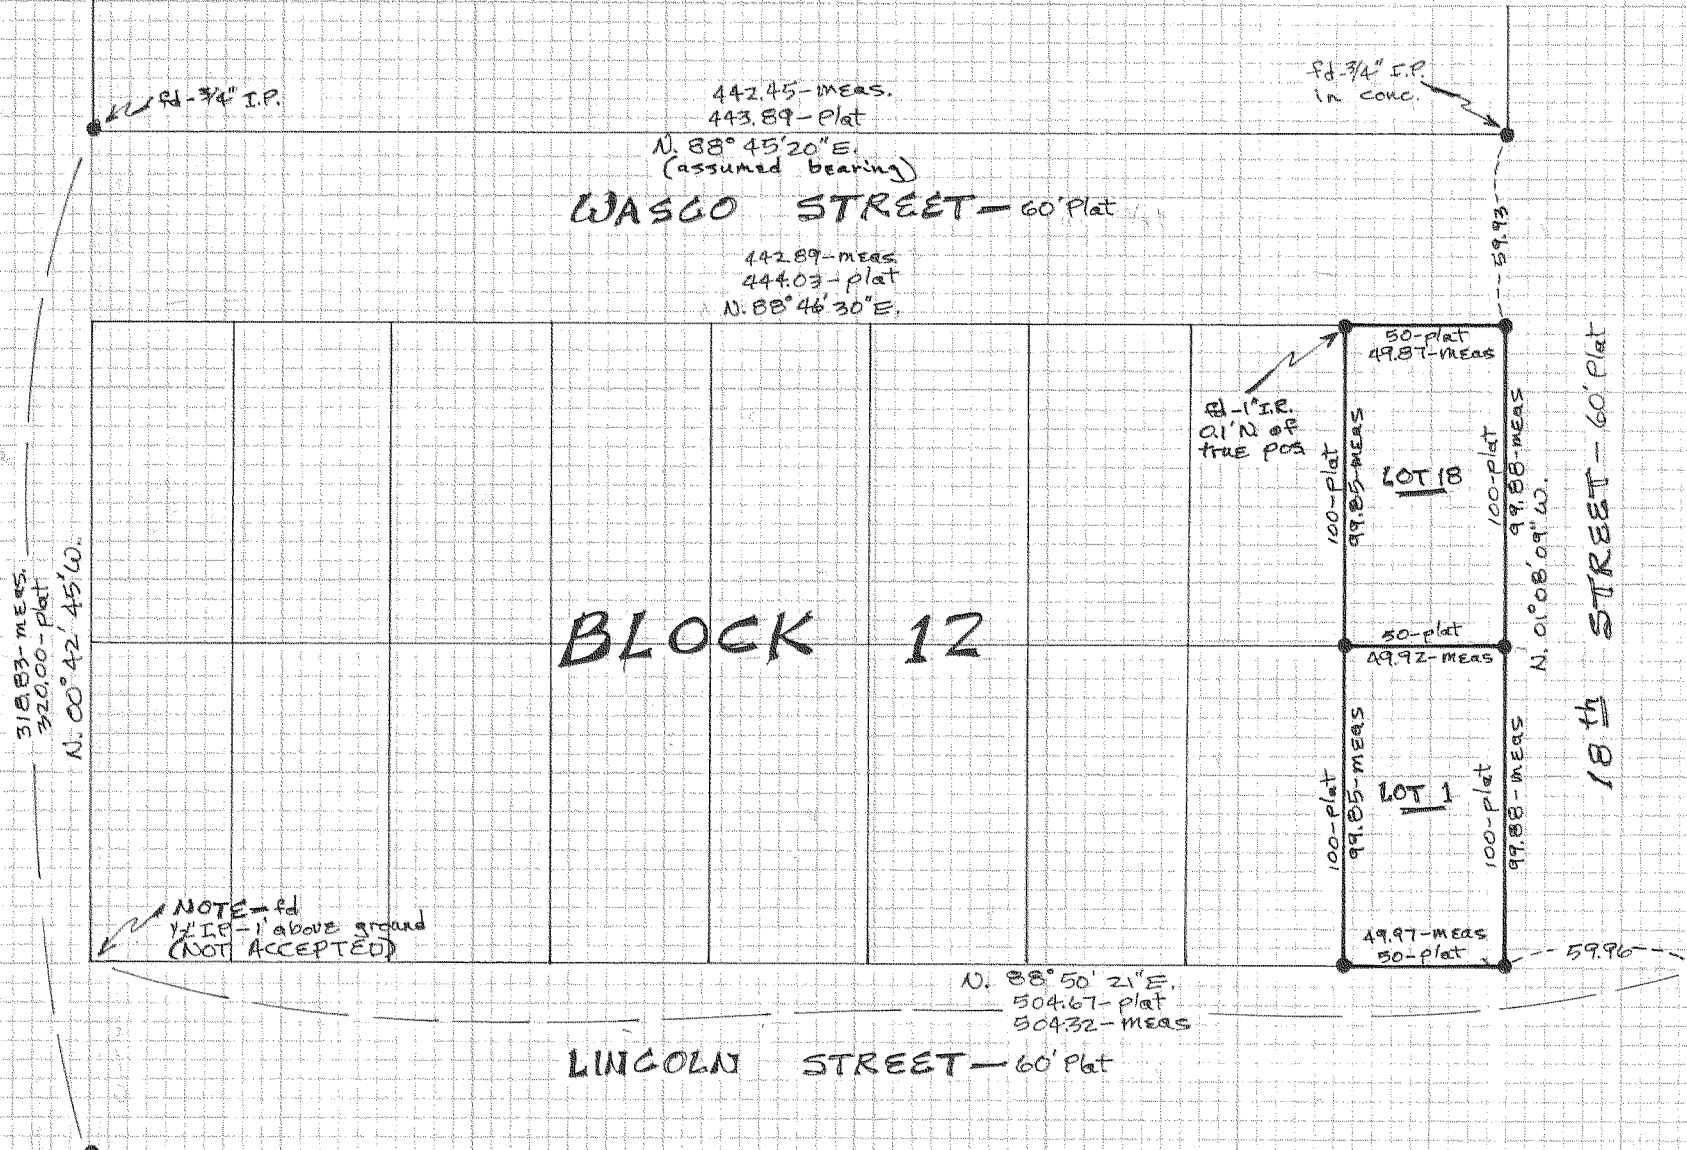 fd-3/4" I.P.
442.45-meas.
443.89-Plat
N. 88° 45' 20" E.
(assumed bearing)
fd-3/4" I.P.
in conc.
WASCO STREET-60' Plat
59.93
442.89-meas
444.03-plat
N. 88° 46' 30" E.
50-plat
49.87-meas
fd-1" I.R.
0.1' N. of
true pos
100-plat
99.85-meas
LOT 18
100-plat
99.88-meas
N. 01° 08' 09" W.
18th STREET-60' Plat
318.83-meas.
320.00-plat
N. 00° 42' 45" W.
BLOCK 12
50-plat
49.92-meas
100-plat
99.85-meas
LOT 1
100-plat
99.88-meas
NOTE-fd
1/2" I.P.-1' above ground
(NOT ACCEPTED)
49.97-meas
50-plat
59.96
N. 88° 50' 21" E.
504.67-plat
504.32-meas
LINCOLN STREET-60' Plat